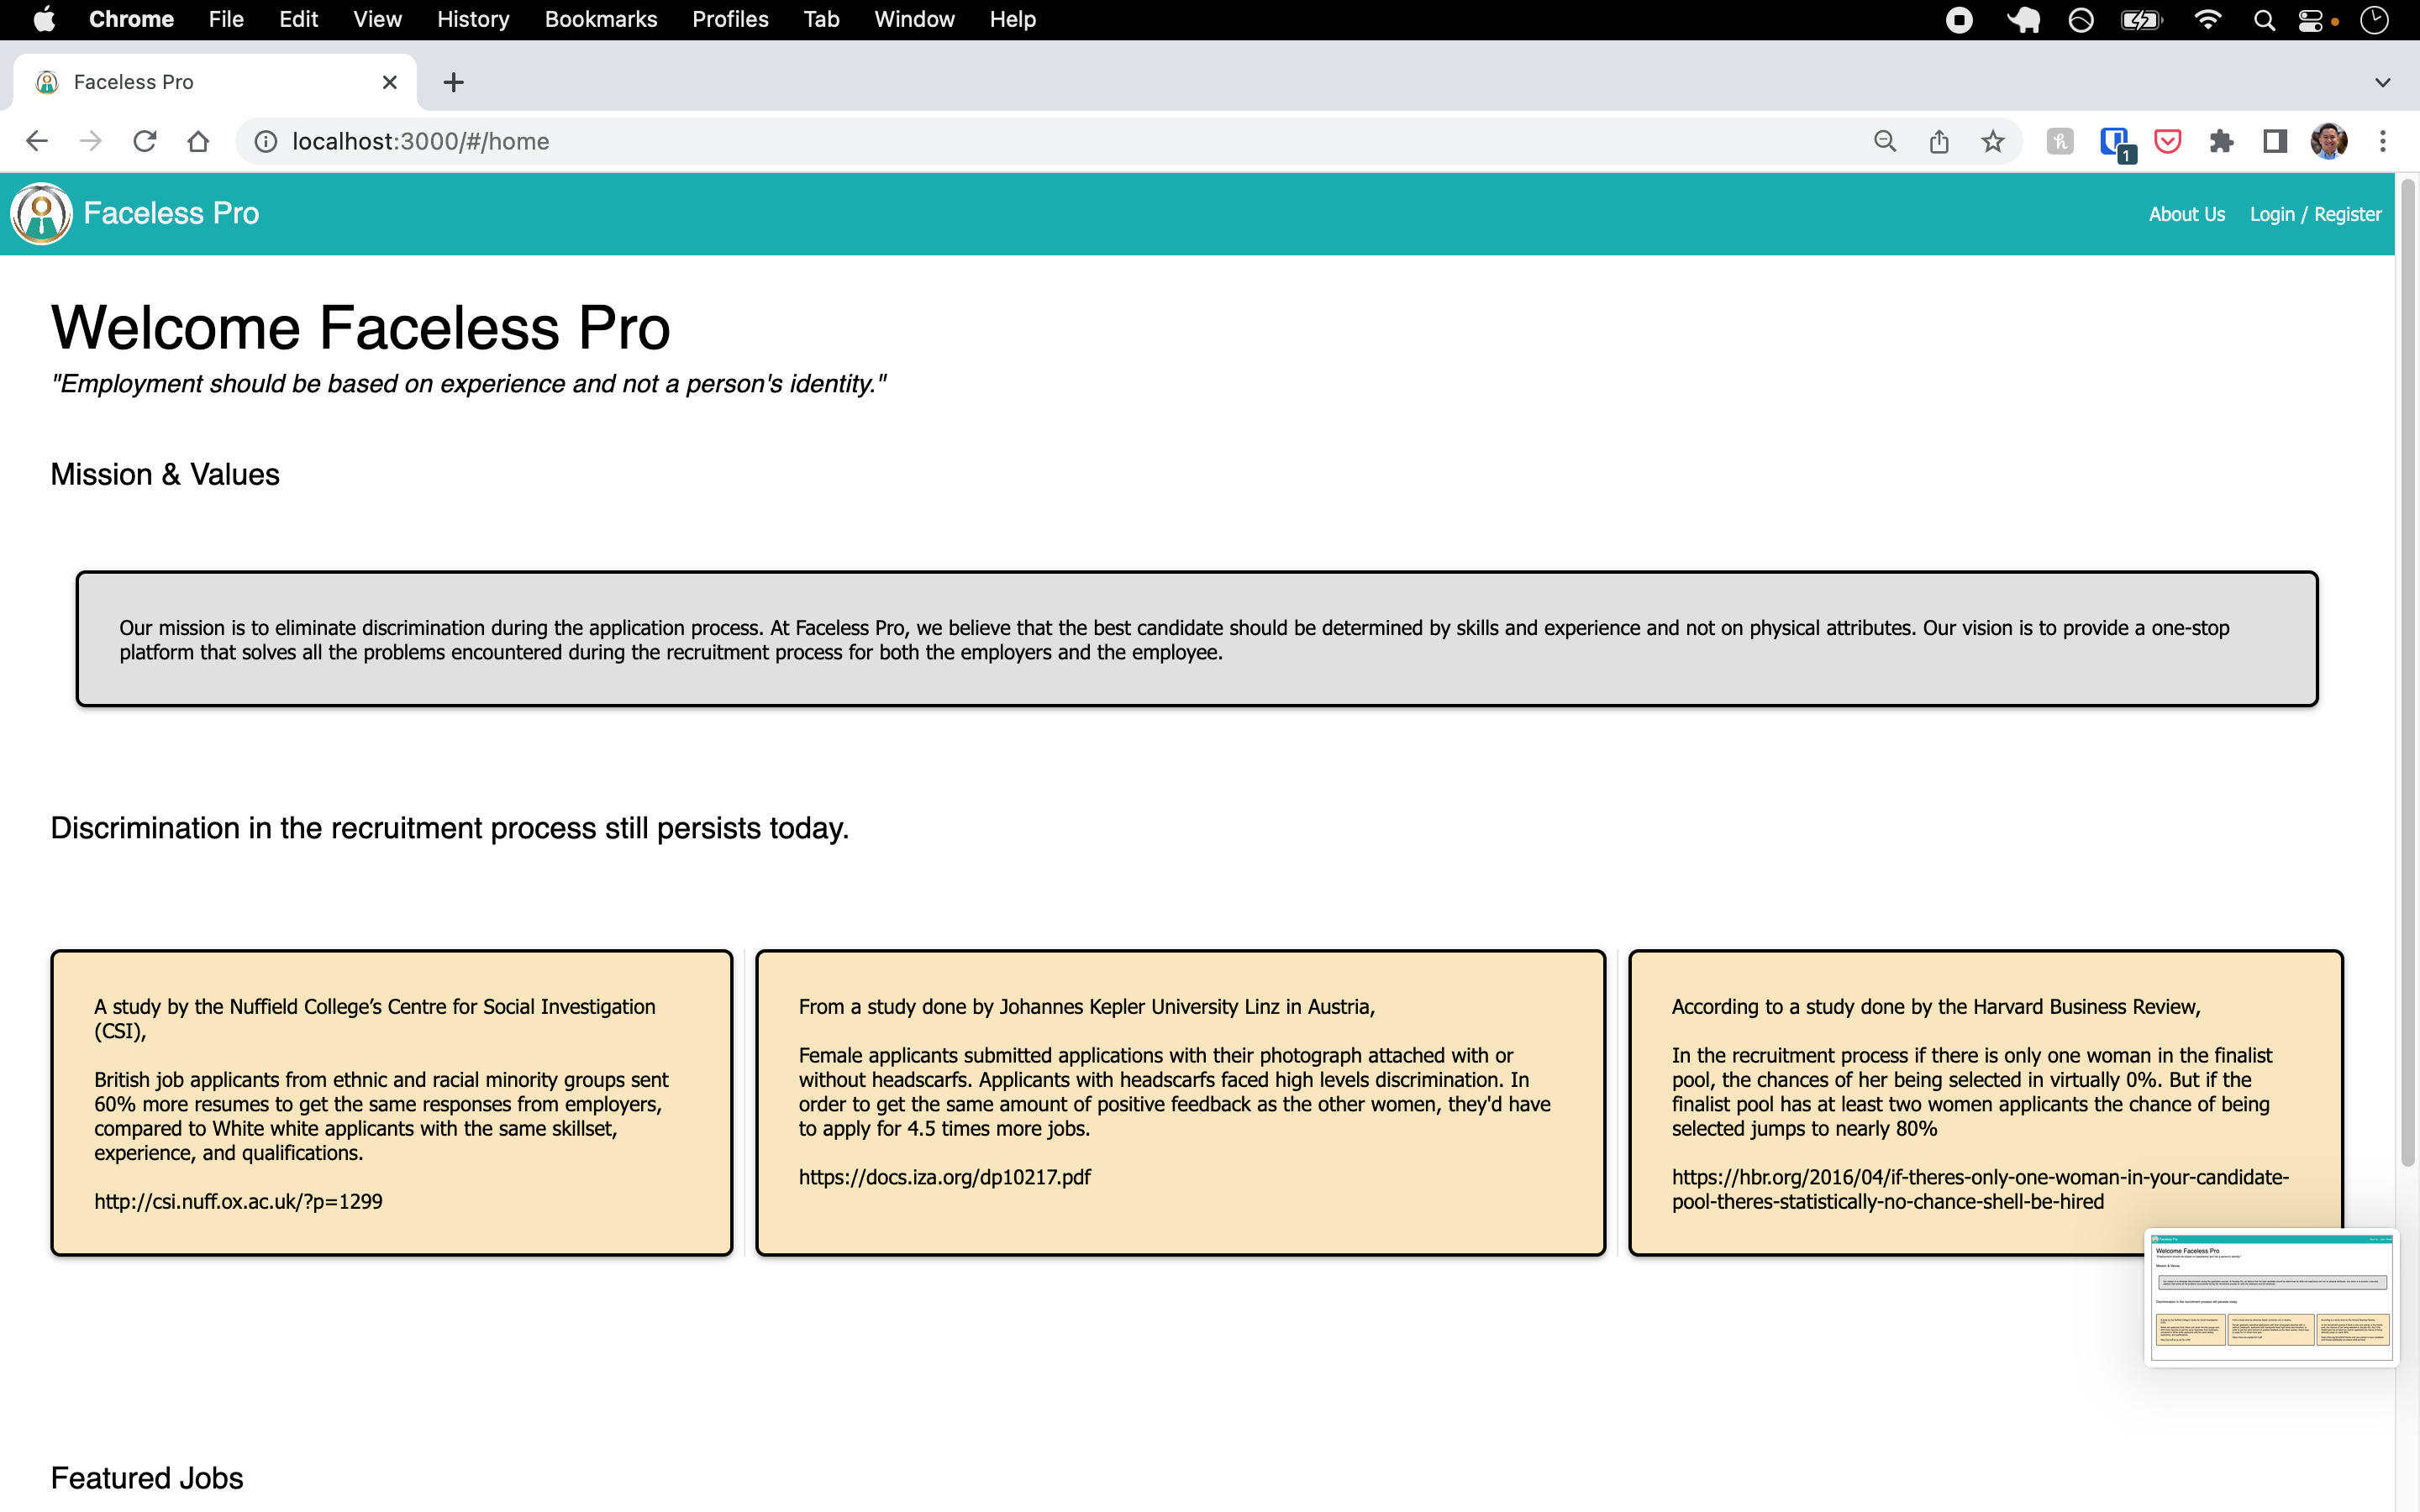 Chrome File Edit View History Bookmarks Profiles Tab Window Help
Faceless Pro
localhost:3000/#/home
1
Faceless Pro
About Us Login / Register
Welcome Faceless Pro
"Employment should be based on experience and not a person's identity."
Mission & Values
Our mission is to eliminate discrimination during the application process. At Faceless Pro, we believe that the best candidate should be determined by skills and experience and not on physical attributes. Our vision is to provide a one-stop
platform that solves all the problems encountered during the recruitment process for both the employers and the employee.
Discrimination in the recruitment process still persists today.
A study by the Nuffield College’s Centre for Social Investigation
(CSI),
British job applicants from ethnic and racial minority groups sent
60% more resumes to get the same responses from employers,
compared to White white applicants with the same skillset,
experience, and qualifications.
http://csi.nuff.ox.ac.uk/?p=1299
From a study done by Johannes Kepler University Linz in Austria,
Female applicants submitted applications with their photograph attached with or
without headscarfs. Applicants with headscarfs faced high levels discrimination. In
order to get the same amount of positive feedback as the other women, they'd have
to apply for 4.5 times more jobs.
https://docs.iza.org/dp10217.pdf
According to a study done by the Harvard Business Review,
In the recruitment process if there is only one woman in the finalist
pool, the chances of her being selected in virtually 0%. But if the
finalist pool has at least two women applicants the chance of being
selected jumps to nearly 80%
https://hbr.org/2016/04/if-theres-only-one-woman-in-your-candidate-
pool-theres-statistically-no-chance-shell-be-hired
Welcome Faceless Pro
Mission & Values
Featured Jobs